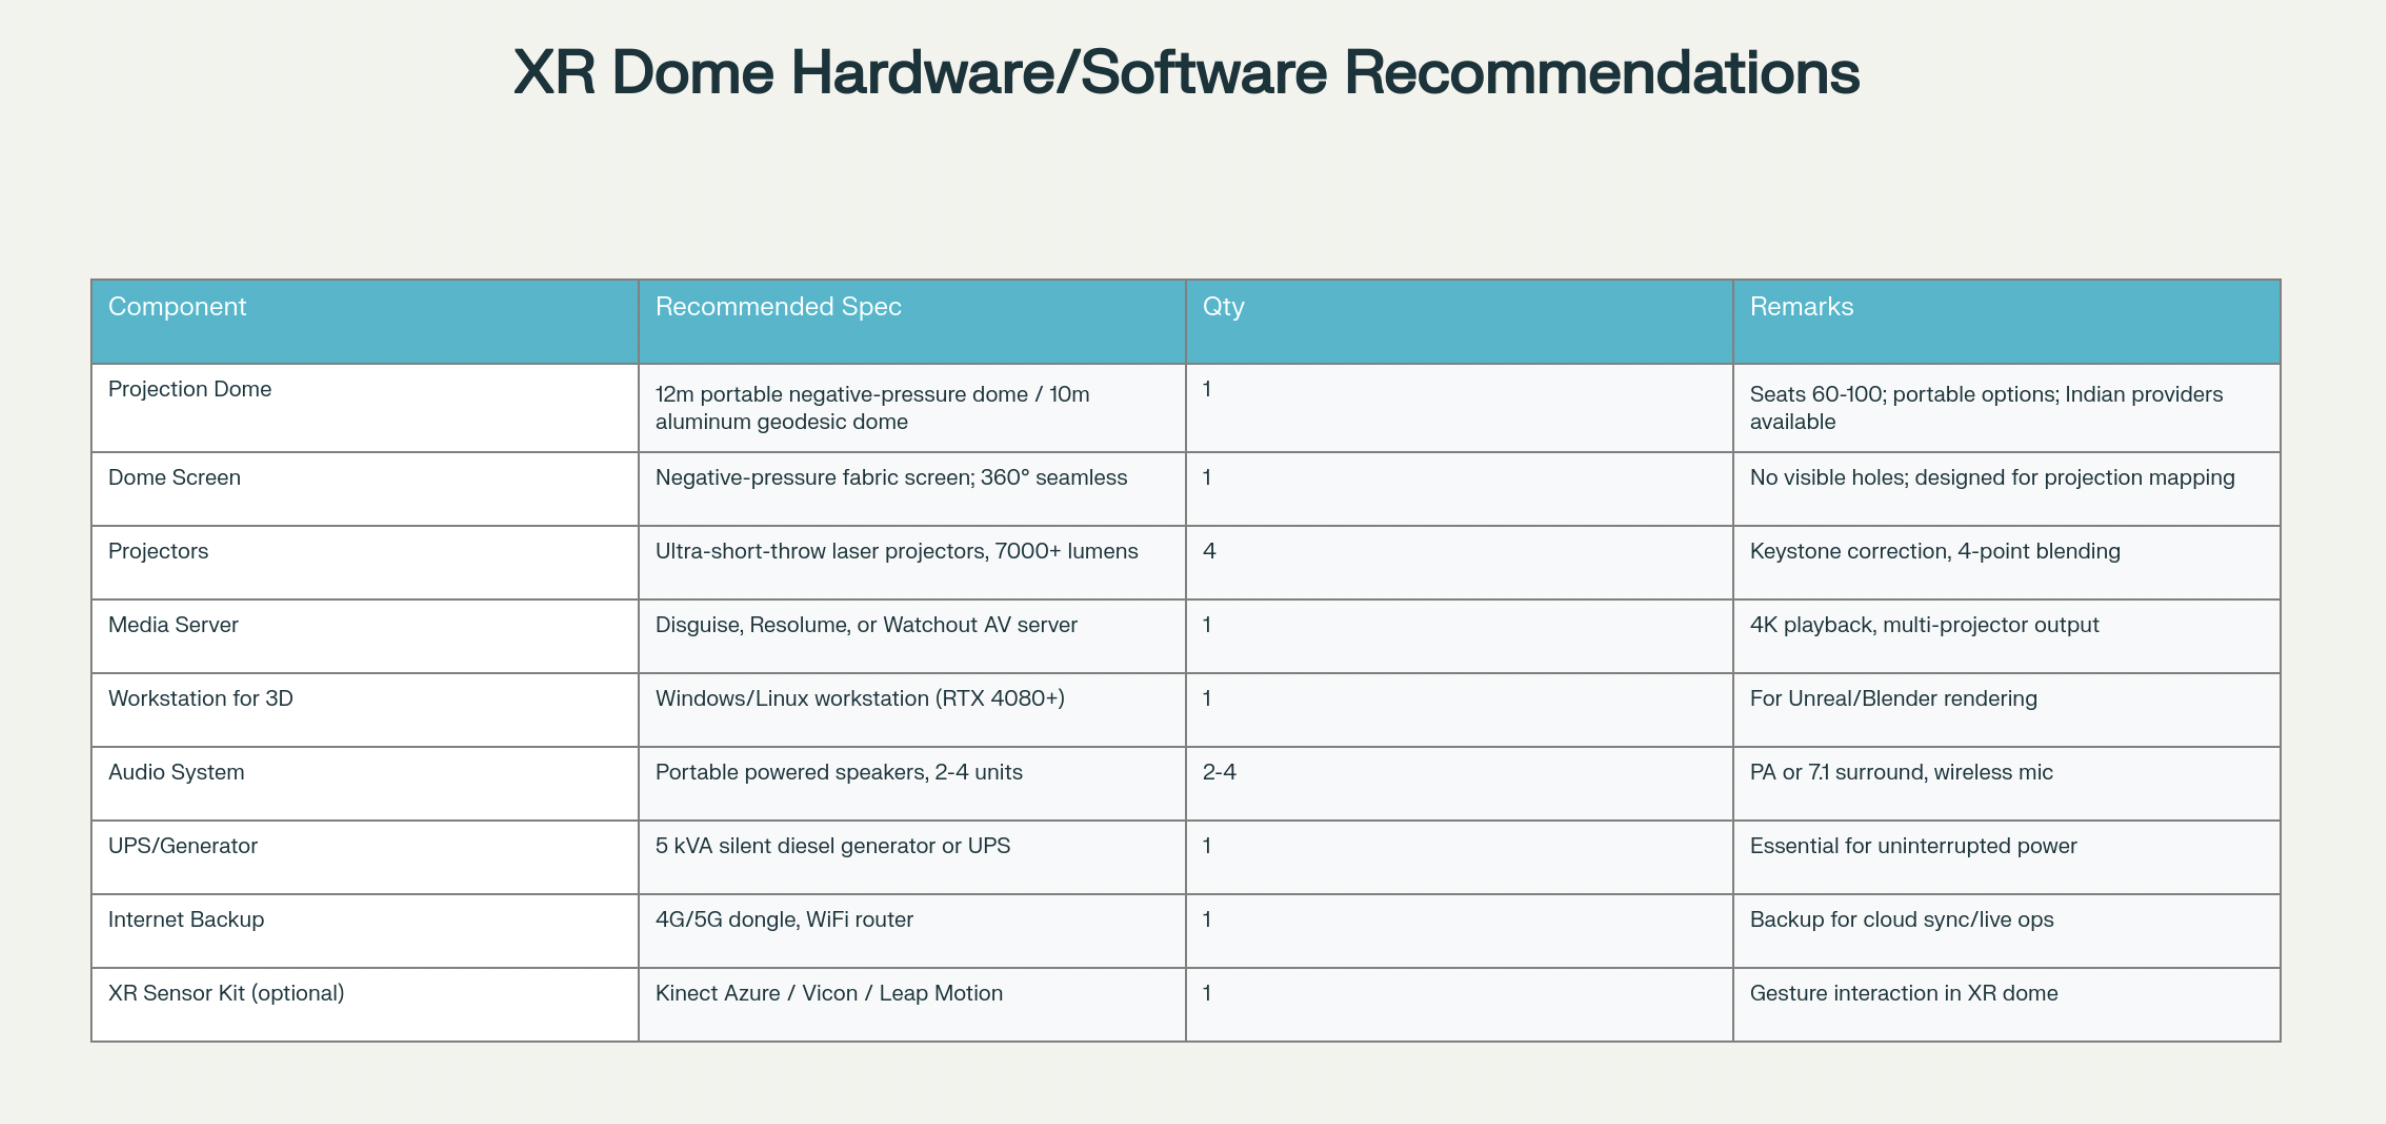 XR Dome Hardware/Software Recommendations
Component Recommended Spec Qty Remarks
Projection Dome 12m portable negative-pressure dome / 10m aluminum geodesic dome 1 Seats 60-100; portable options; Indian providers available
Dome Screen Negative-pressure fabric screen; 360° seamless 1 No visible holes; designed for projection mapping
Projectors Ultra-short-throw laser projectors, 7000+ lumens 4 Keystone correction, 4-point blending
Media Server Disguise, Resolume, or Watchout AV server 1 4K playback, multi-projector output
Workstation for 3D Windows/Linux workstation (RTX 4080+) 1 For Unreal/Blender rendering
Audio System Portable powered speakers, 2-4 units 2-4 PA or 7.1 surround, wireless mic
UPS/Generator 5 kVA silent diesel generator or UPS 1 Essential for uninterrupted power
Internet Backup 4G/5G dongle, WiFi router 1 Backup for cloud sync/live ops
XR Sensor Kit (optional) Kinect Azure / Vicon / Leap Motion 1 Gesture interaction in XR dome